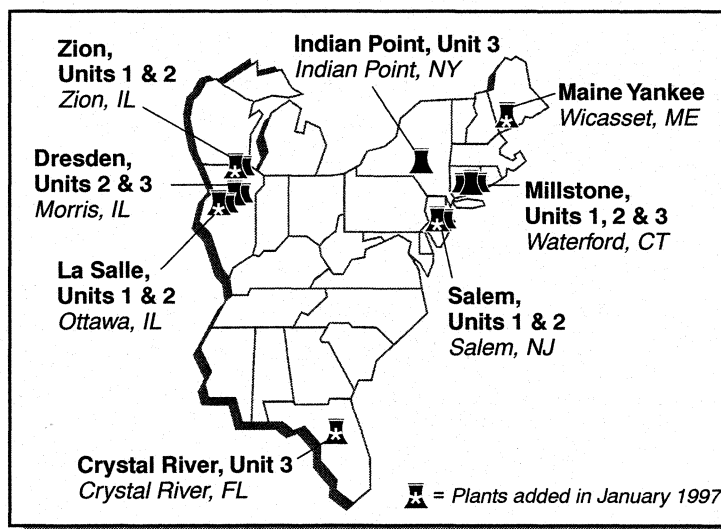 Zion,
Units 1 & 2
Zion, IL
Indian Point, Unit 3
Indian Point, NY
Maine Yankee
Wicasset, ME
Dresden,
Units 2 & 3
Morris, IL
Millstone,
Units 1, 2 & 3
Waterford, CT
La Salle,
Units 1 & 2
Ottawa, IL
Salem,
Units 1 & 2
Salem, NJ
Crystal River, Unit 3
Crystal River, FL
= Plants added in January 1997